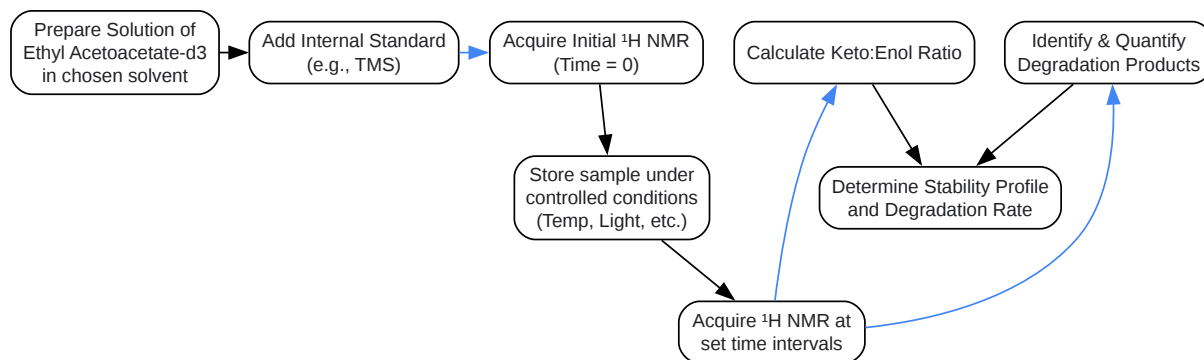 Prepare Solution of
Ethyl Acetoacetate-d3
in chosen solvent
Add Internal Standard
(e.g., TMS)
Acquire Initial ¹H NMR
(Time = 0)
Calculate Keto:Enol Ratio
Identify & Quantify
Degradation Products
Store sample under
controlled conditions
(Temp, Light, etc.)
Determine Stability Profile
and Degradation Rate
Acquire ¹H NMR at
set time intervals